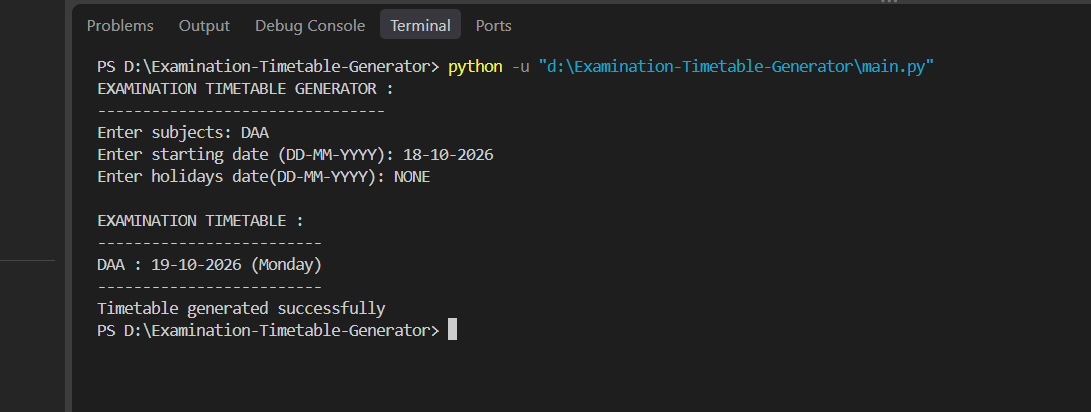 Problems Output Debug Console Terminal Ports
PS D:\Examination-Timetable-Generator> python -u "d:\Examination-Timetable-Generator\main.py"
EXAMINATION TIMETABLE GENERATOR :
--------------------------------
Enter subjects: DAA
Enter starting date (DD-MM-YYYY): 18-10-2026
Enter holidays date(DD-MM-YYYY): NONE
EXAMINATION TIMETABLE :
-------------------------
DAA : 19-10-2026 (Monday)
-------------------------
Timetable generated successfully
PS D:\Examination-Timetable-Generator>